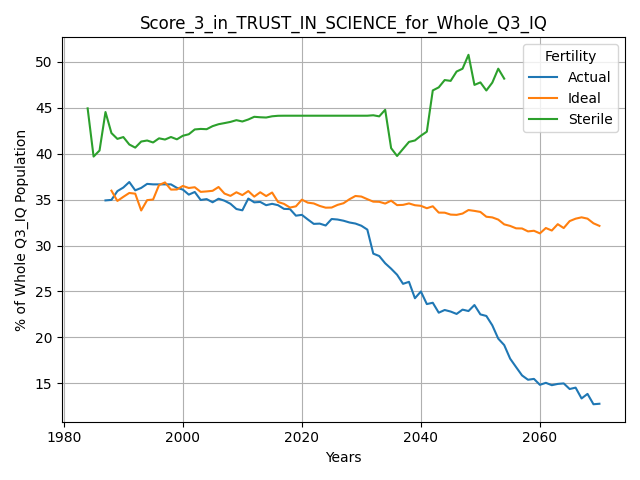 Score_3_in_TRUST_IN_SCIENCE_for_Whole_Q3_IQ
Fertility
Actual
Ideal
Sterile
% of Whole Q3_IQ Population
50
45
40
35
30
25
20
15
1980
2000
2020
2040
2060
Years